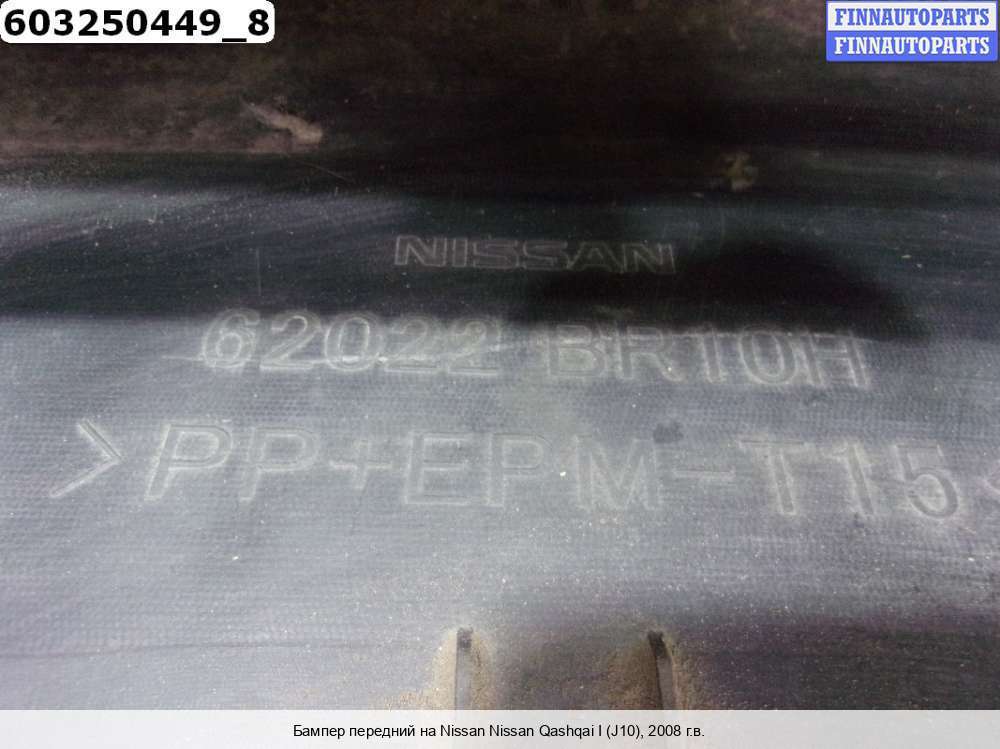 603250449_8
FINNAUTOPARTS
FINNAUTOPARTS
NISSAN
62022 BR10H
>PP+EPM-T15<
Бампер передний на Nissan Nissan Qashqai I (J10), 2008 г.в.